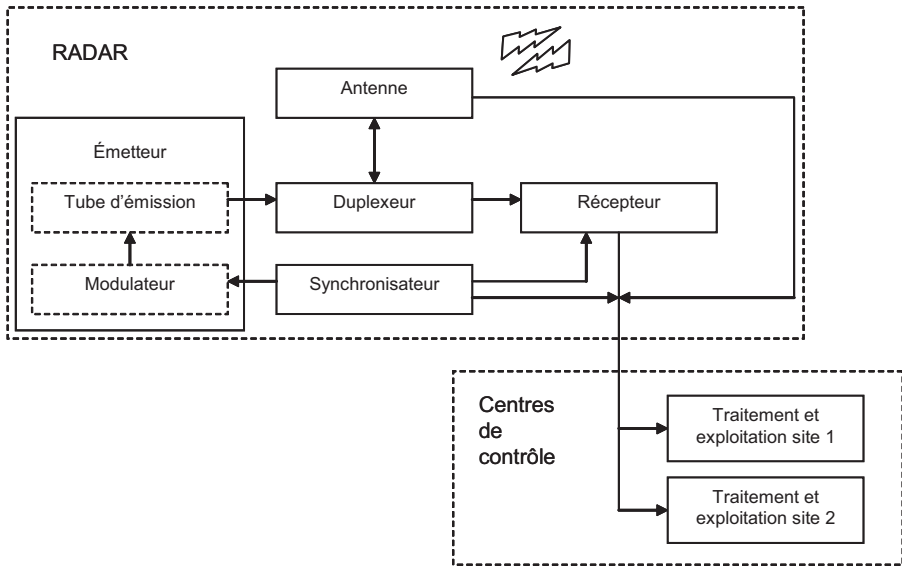 RADAR
Antenne
Émetteur
Tube d'émission
Duplexeur
Récepteur
Modulateur
Synchronisateur
Centres
de
contrôle
Traitement et
exploitation site 1
Traitement et
exploitation site 2